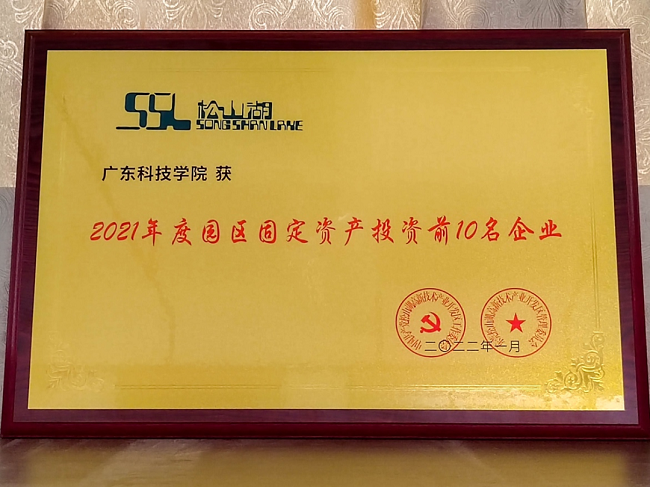 SSL 松山湖
SONGSHAN LAKE
广东科技学院 获
2021年度园区固定资产投资前10名企业
二〇二二年一月